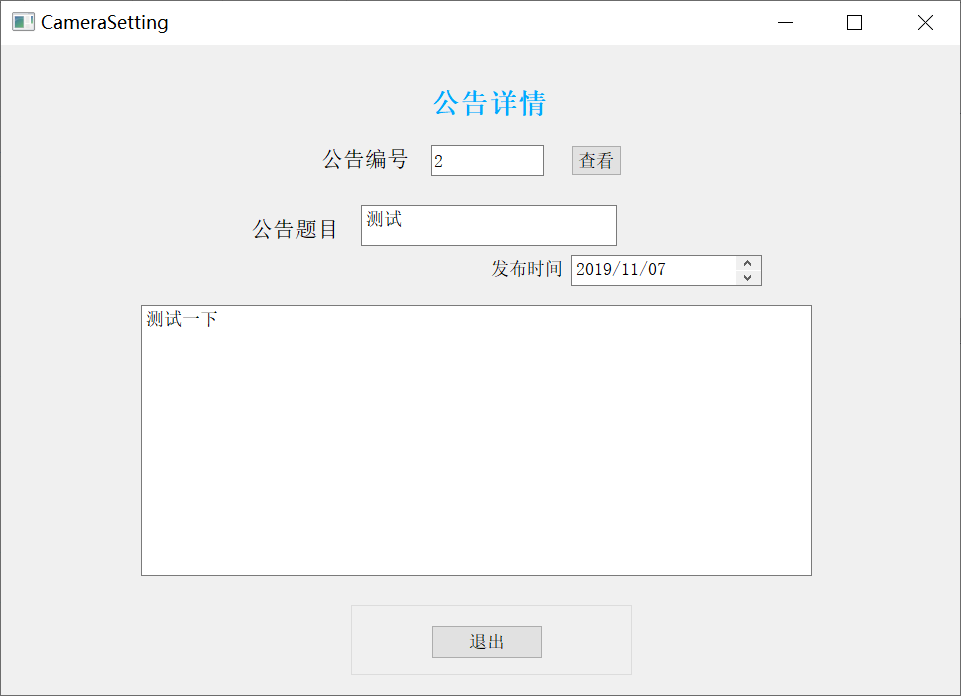 CameraSetting
公告详情
公告编号 2 查看
公告题目 测试
发布时间 2019/11/07
测试一下
退出